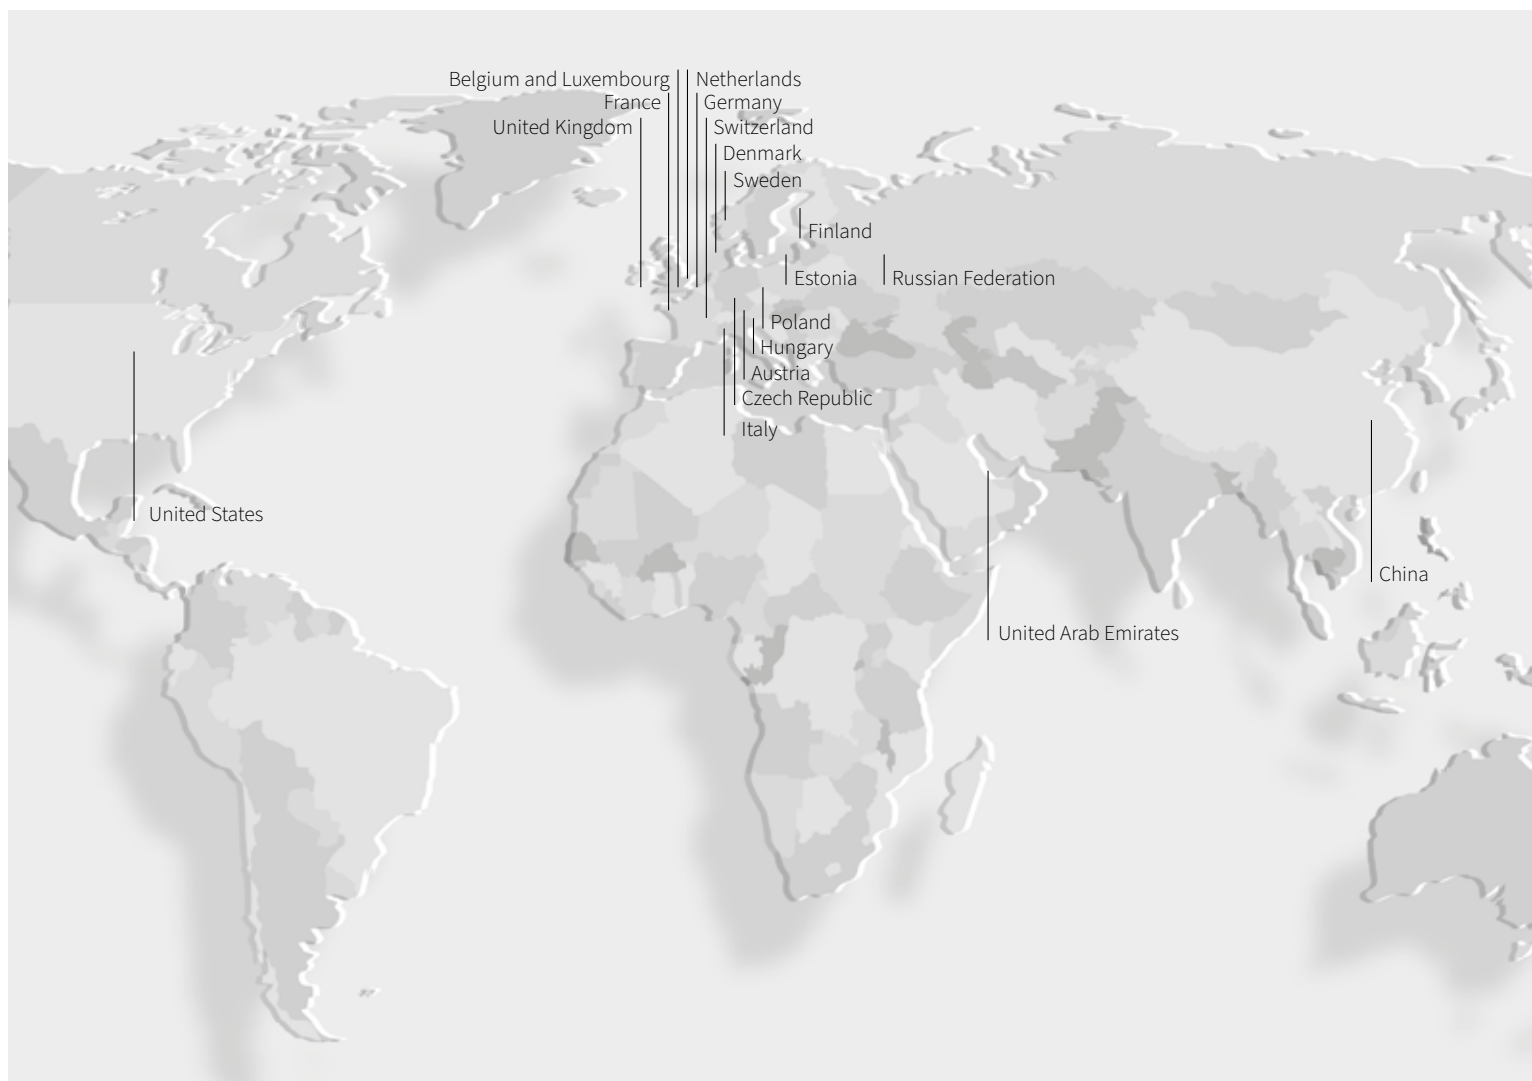 Belgium and Luxembourg
Netherlands
France
Germany
United Kingdom
Switzerland
Denmark
Sweden
Finland
Estonia
Russian Federation
Poland
Hungary
Austria
Czech Republic
Italy
United States
China
United Arab Emirates